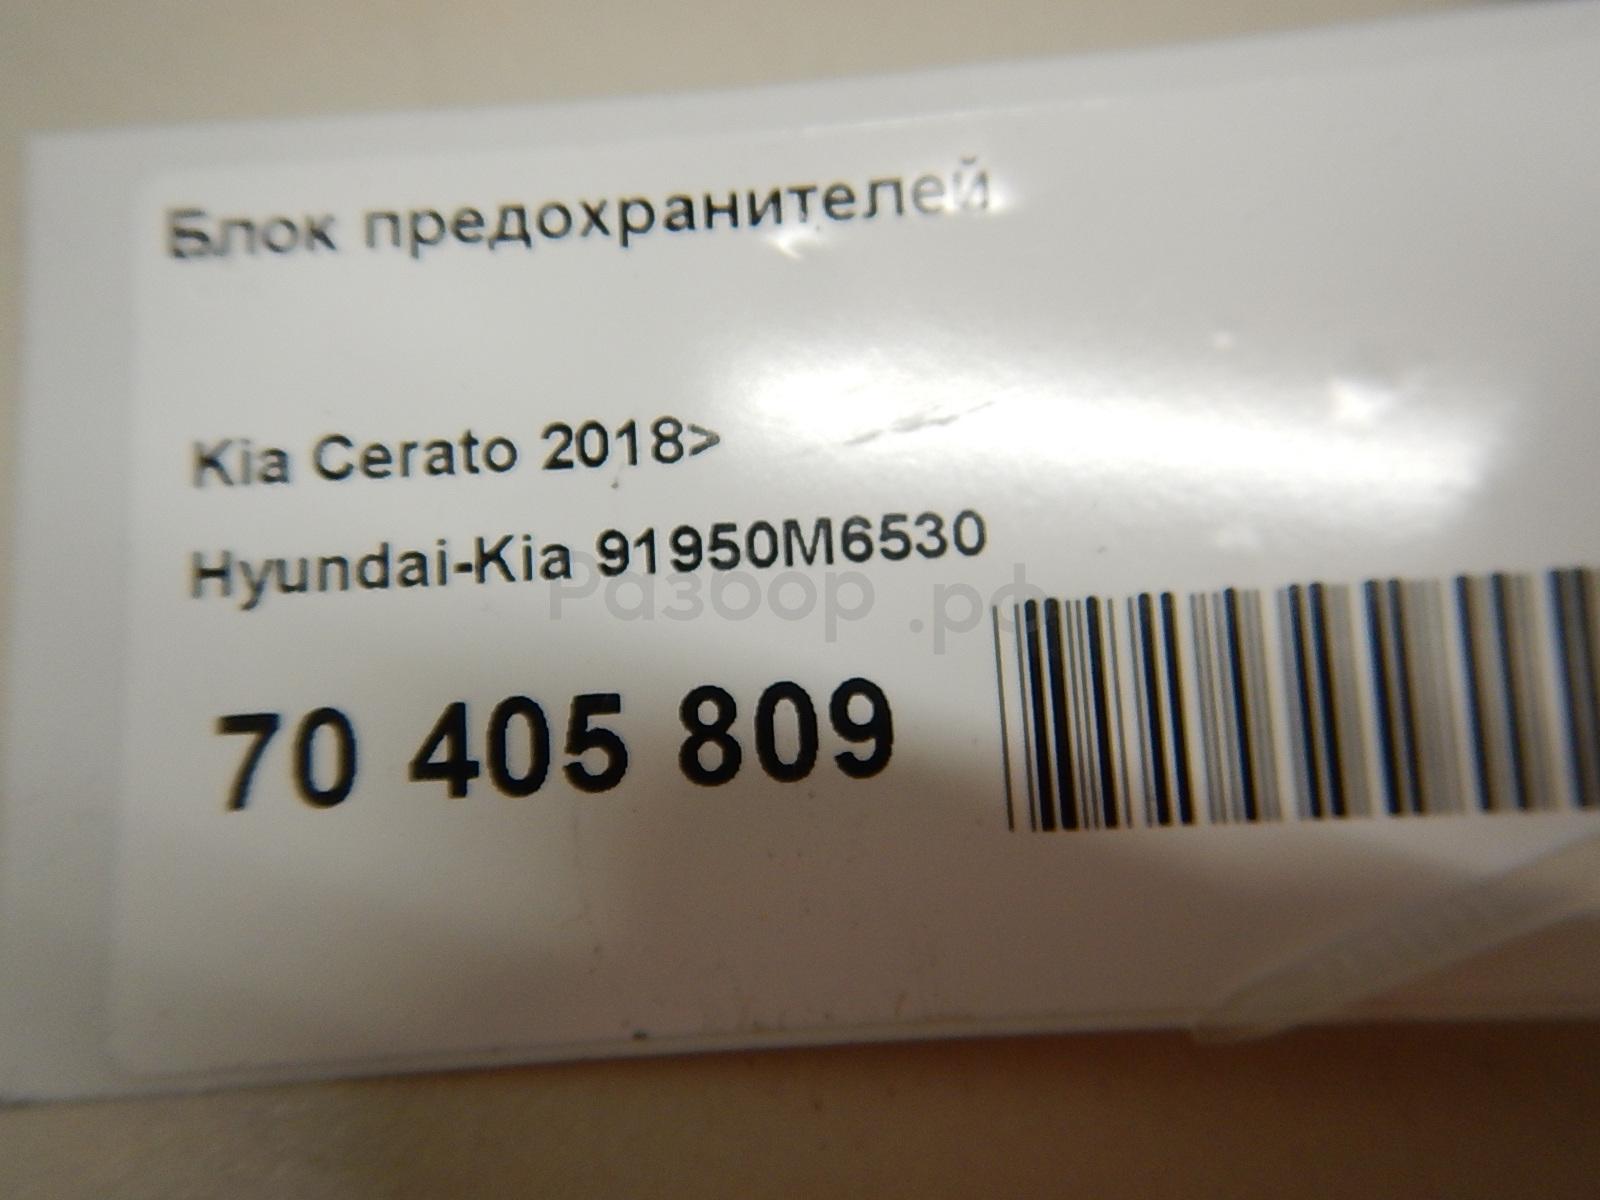 Блок предохранителей
Kia Cerato 2018>
Hyundai-Kia 91950M6530
Разбор.рф
70 405 809